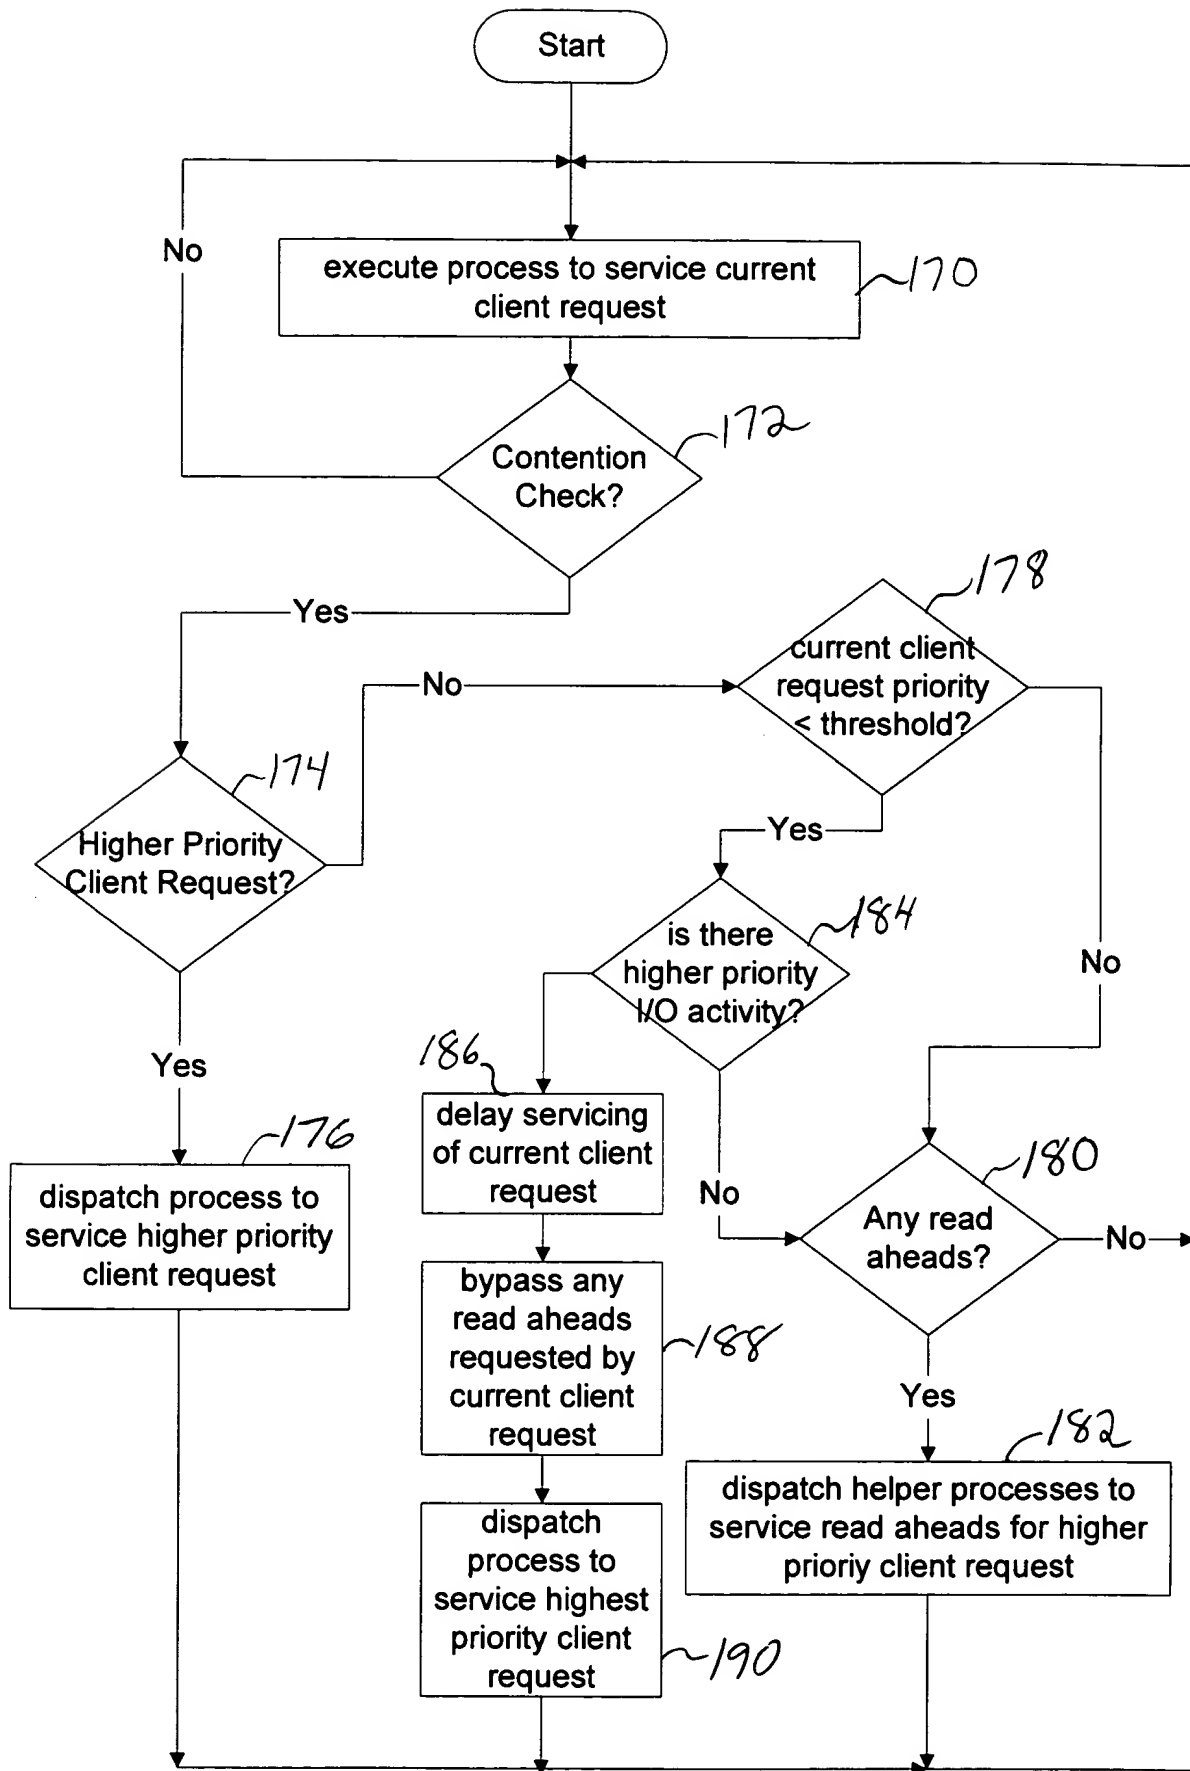 Start
No
execute process to service current
client request
170
Contention
Check?
172
Yes
No
current client
request priority
< threshold?
178
Higher Priority
Client Request?
174
Yes
is there
higher priority
I/O activity?
184
No
Yes
186
delay servicing
of current client
request
No
dispatch process to
service higher priority
client request
176
Any read
aheads?
180
No
bypass any
read aheads
requested by
current client
request
188
Yes
dispatch helper processes to
service read aheads for higher
prioriy client request
182
dispatch
process to
service highest
priority client
request
190